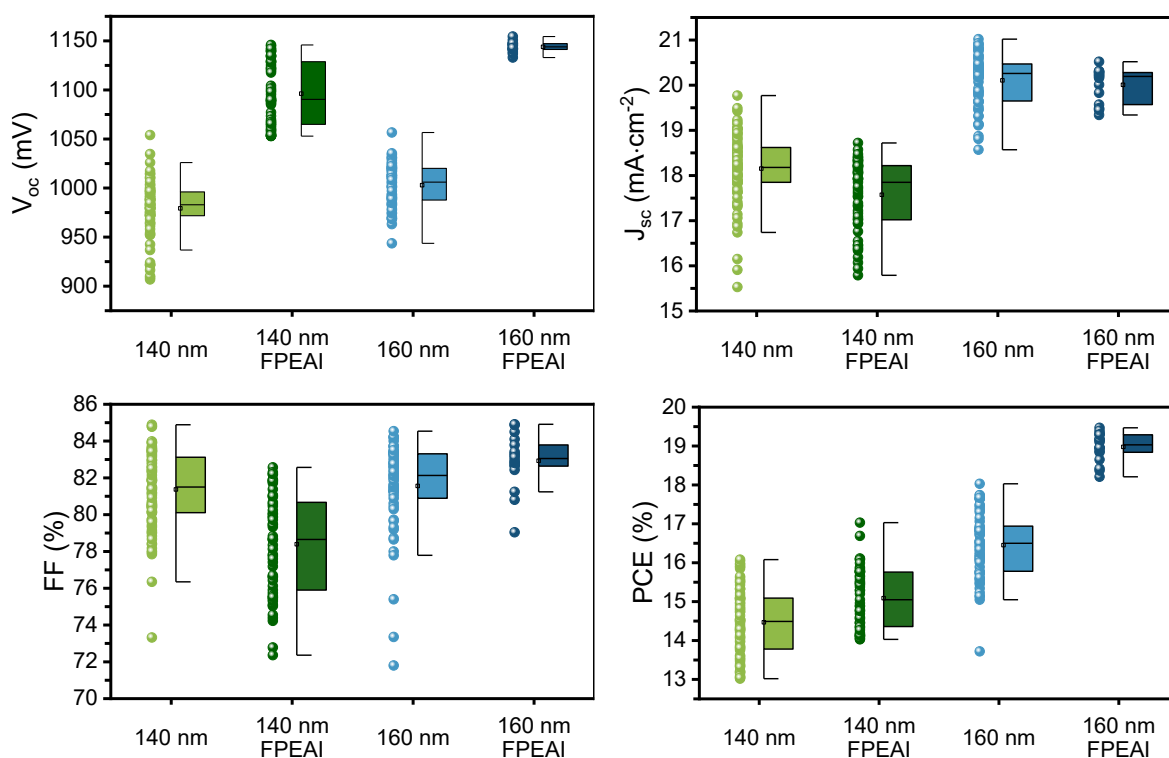 V_oc (mV)
1150
1100
1050
1000
950
900
140 nm
140 nm
FPEAI
160 nm
160 nm
FPEAI
J_sc (mA·cm⁻²)
21
20
19
18
17
16
15
140 nm
140 nm
FPEAI
160 nm
160 nm
FPEAI
FF (%)
86
84
82
80
78
76
74
72
70
140 nm
140 nm
FPEAI
160 nm
160 nm
FPEAI
PCE (%)
20
19
18
17
16
15
14
13
140 nm
140 nm
FPEAI
160 nm
160 nm
FPEAI